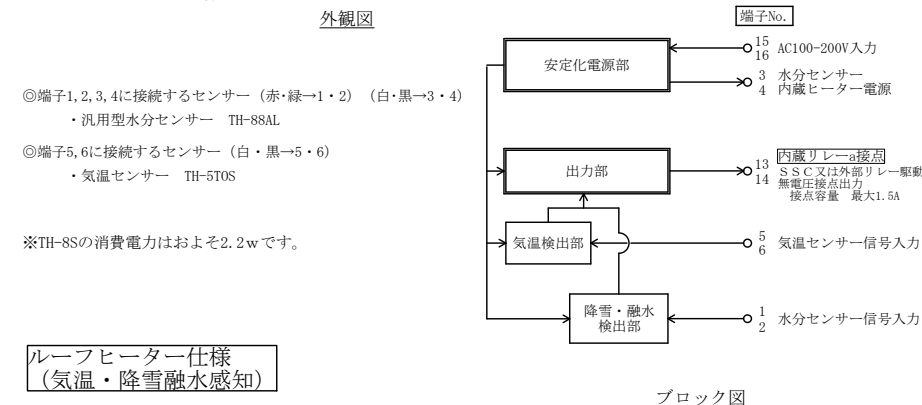 外観図
◎端子1,2,3,4に接続するセンサー（赤・緑→1・2）（白・黒→3・4）
・汎用型水分センサー　TH-88AL
◎端子5,6に接続するセンサー（白・黒→5・6）
・気温センサー　TH-5TOS
※TH-8Sの消費電力はおよそ2.2ｗです。
ルーフヒーター仕様
（気温・降雪融水感知）
端子No.
安定化電源部
15
16
AC100-200V入力
3
4
水分センサー
内蔵ヒーター電源
出力部
13
14
内蔵リレーa接点
ＳＳＣ又は外部リレー駆動
無電圧接点出力
接点容量　最大1.5A
気温検出部
5
6
気温センサー信号入力
降雪・融水
検出部
1
2
水分センサー信号入力
ブロック図